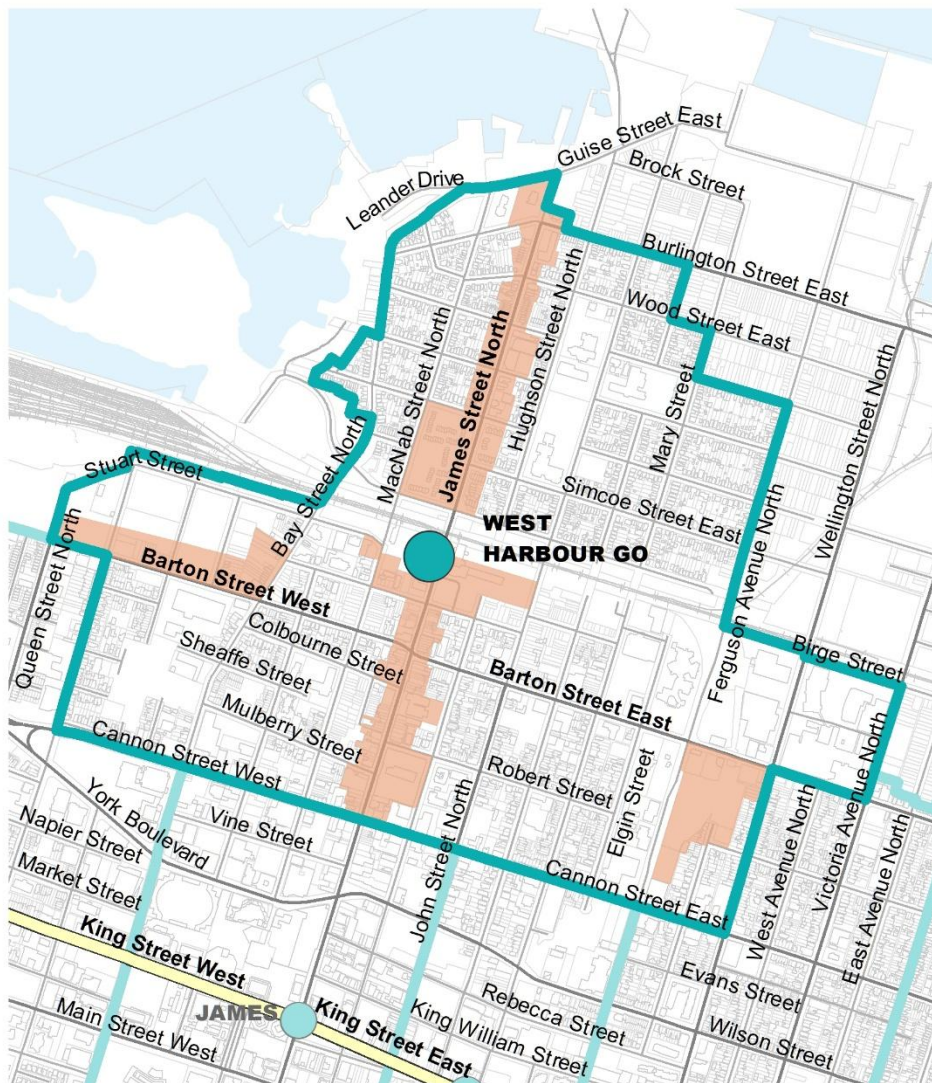 Guise Street East
Brock Street
Leander Drive
Burlington Street East
Wood Street East
MacNab Street North
James Street North
Hughson Street North
Mary Street
Wellington Street North
Stuart Street
Bay Street North
Simcoe Street East
WEST
HARBOUR GO
Queen Street North
Barton Street West
Ferguson Avenue North
Colbourne Street
Sheaffe Street
Birge Street
Barton Street East
Mulberry Street
Cannon Street West
Robert Street
Elgin Street
York Boulevard
Vine Street
John Street North
West Avenue North
Victoria Avenue North
East Avenue North
Napier Street
Market Street
Cannon Street East
King Street West
Evans Street
Rebecca Street
Wilson Street
JAMES
King Street East
King William Street
Main Street West